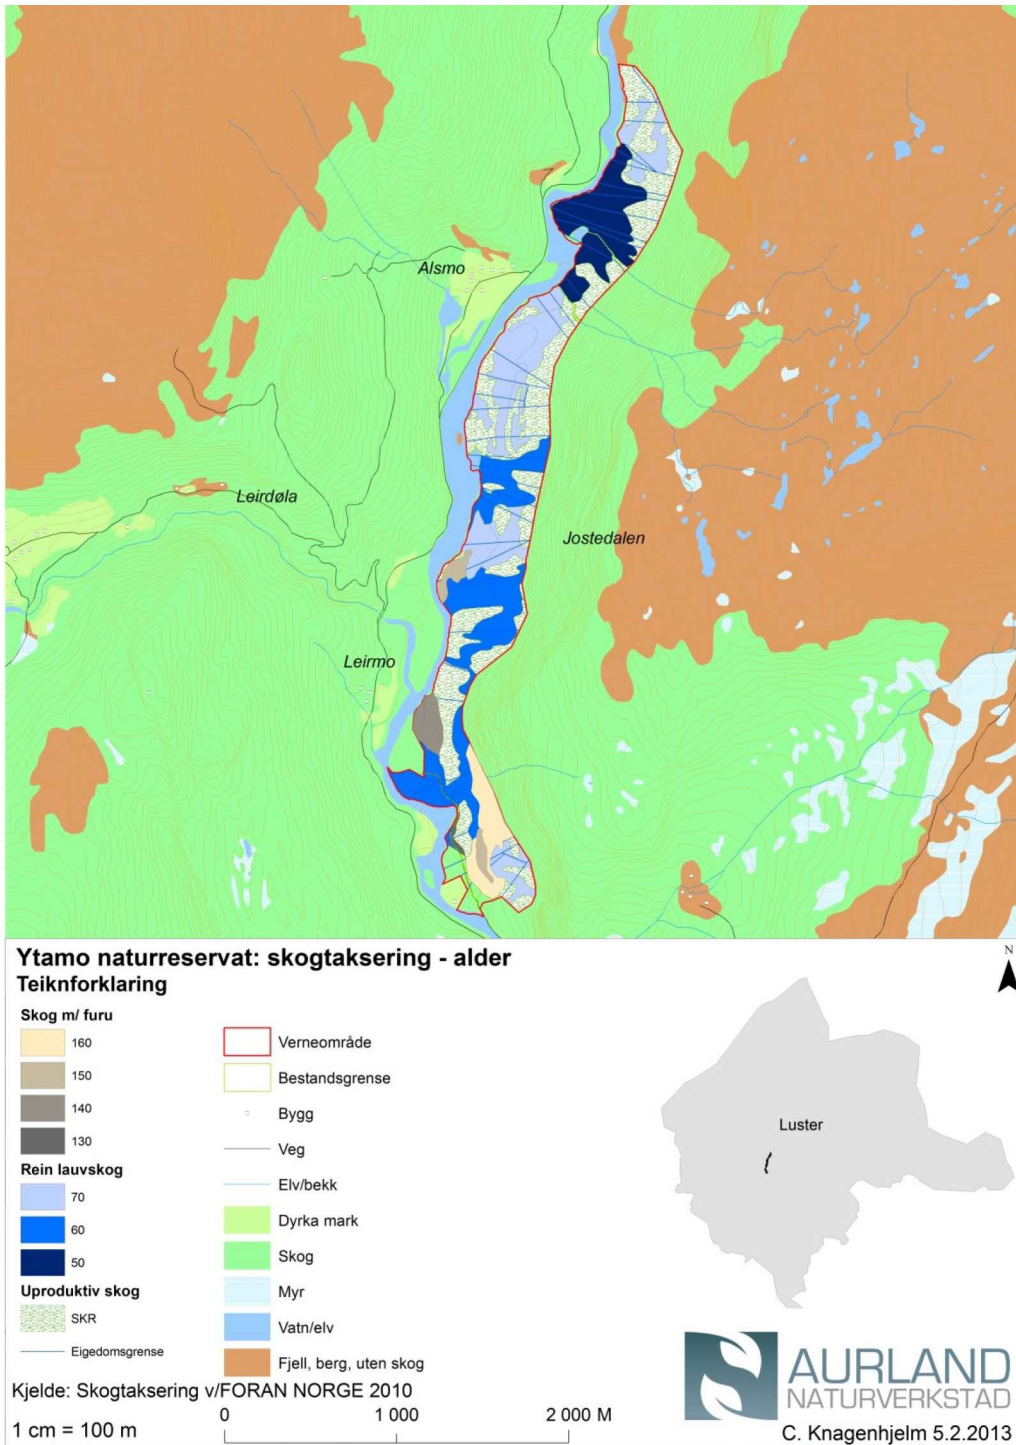 Alsmo
Leirdøla
Jostedalen
Leirmo
Ytamo naturreservat: skogtaksering - alder
Teiknforklaring
Skog m/ furu
160
150
140
130
Rein lauvskog
70
60
50
Uproduktiv skog
SKR
Eigedomsgrense
Verneområde
Bestandsgrense
Bygg
Veg
Elv/bekk
Dyrka mark
Skog
Myr
Vatn/elv
Fjell, berg, uten skog
N
Luster
Kjelde: Skogtaksering v/FORAN NORGE 2010
1 cm = 100 m
0 1 000 2 000 M
AURLAND
NATURVERKSTAD
C. Knagenhjelm 5.2.2013